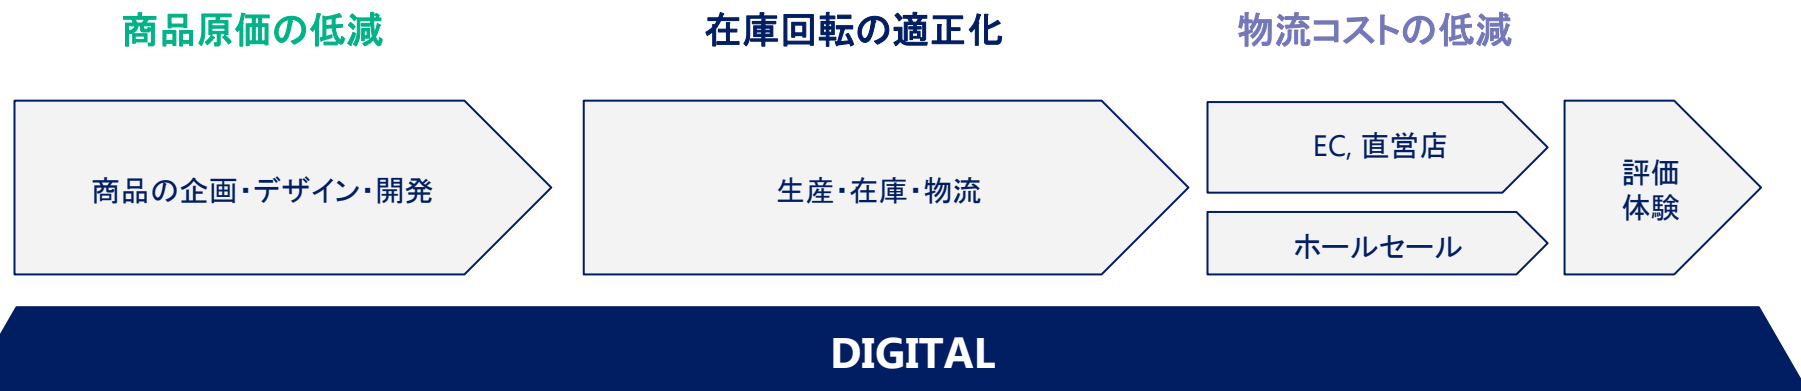 商品原価の低減
在庫回転の適正化
物流コストの低減
商品の企画・デザイン・開発
生産・在庫・物流
EC, 直営店
ホールセール
評価
体験
DIGITAL